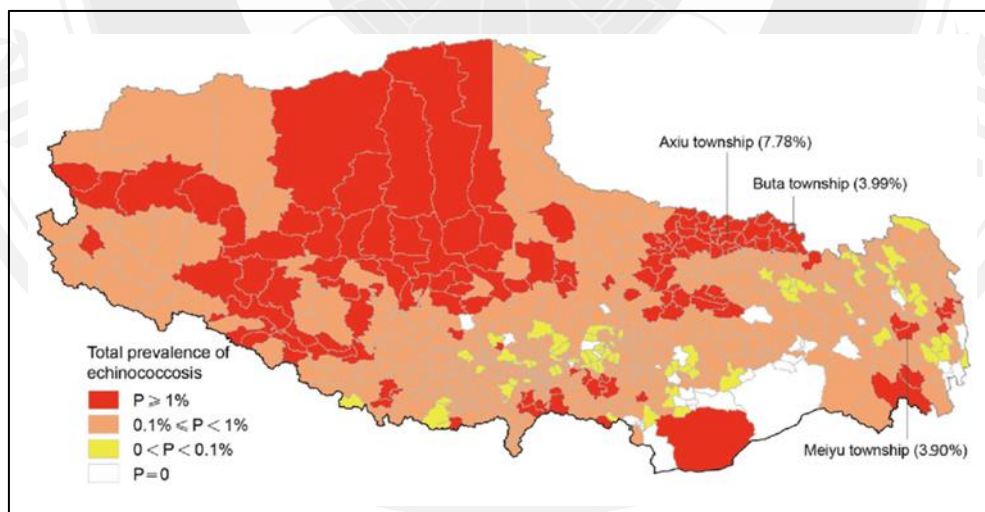 Axiu township (7.78%)
Buta township (3.99%)
Total prevalence of
echinococcosis
P ⩾ 1%
0.1% ⩽ P < 1%
0 < P < 0.1%
P = 0
Meiyu township (3.90%)